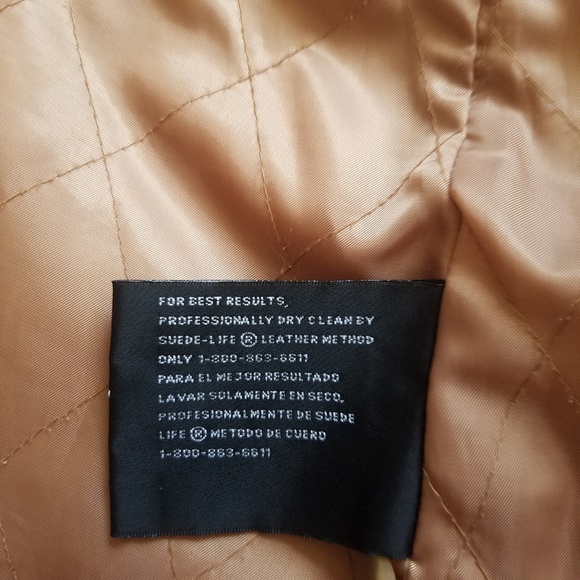 FOR BEST RESULTS,
PROFESSIONALLY DRY CLEAN BY
SUEDE-LIFE ® LEATHER METHOD
ONLY 1-800-863-6611
PARA EL MEJOR RESULTADO
LAVAR SOLAMENTE EN SECO,
PROFESIONALMENTE DE SUEDE
LIFE ® METODO DE CUERO
1-800-863-6611